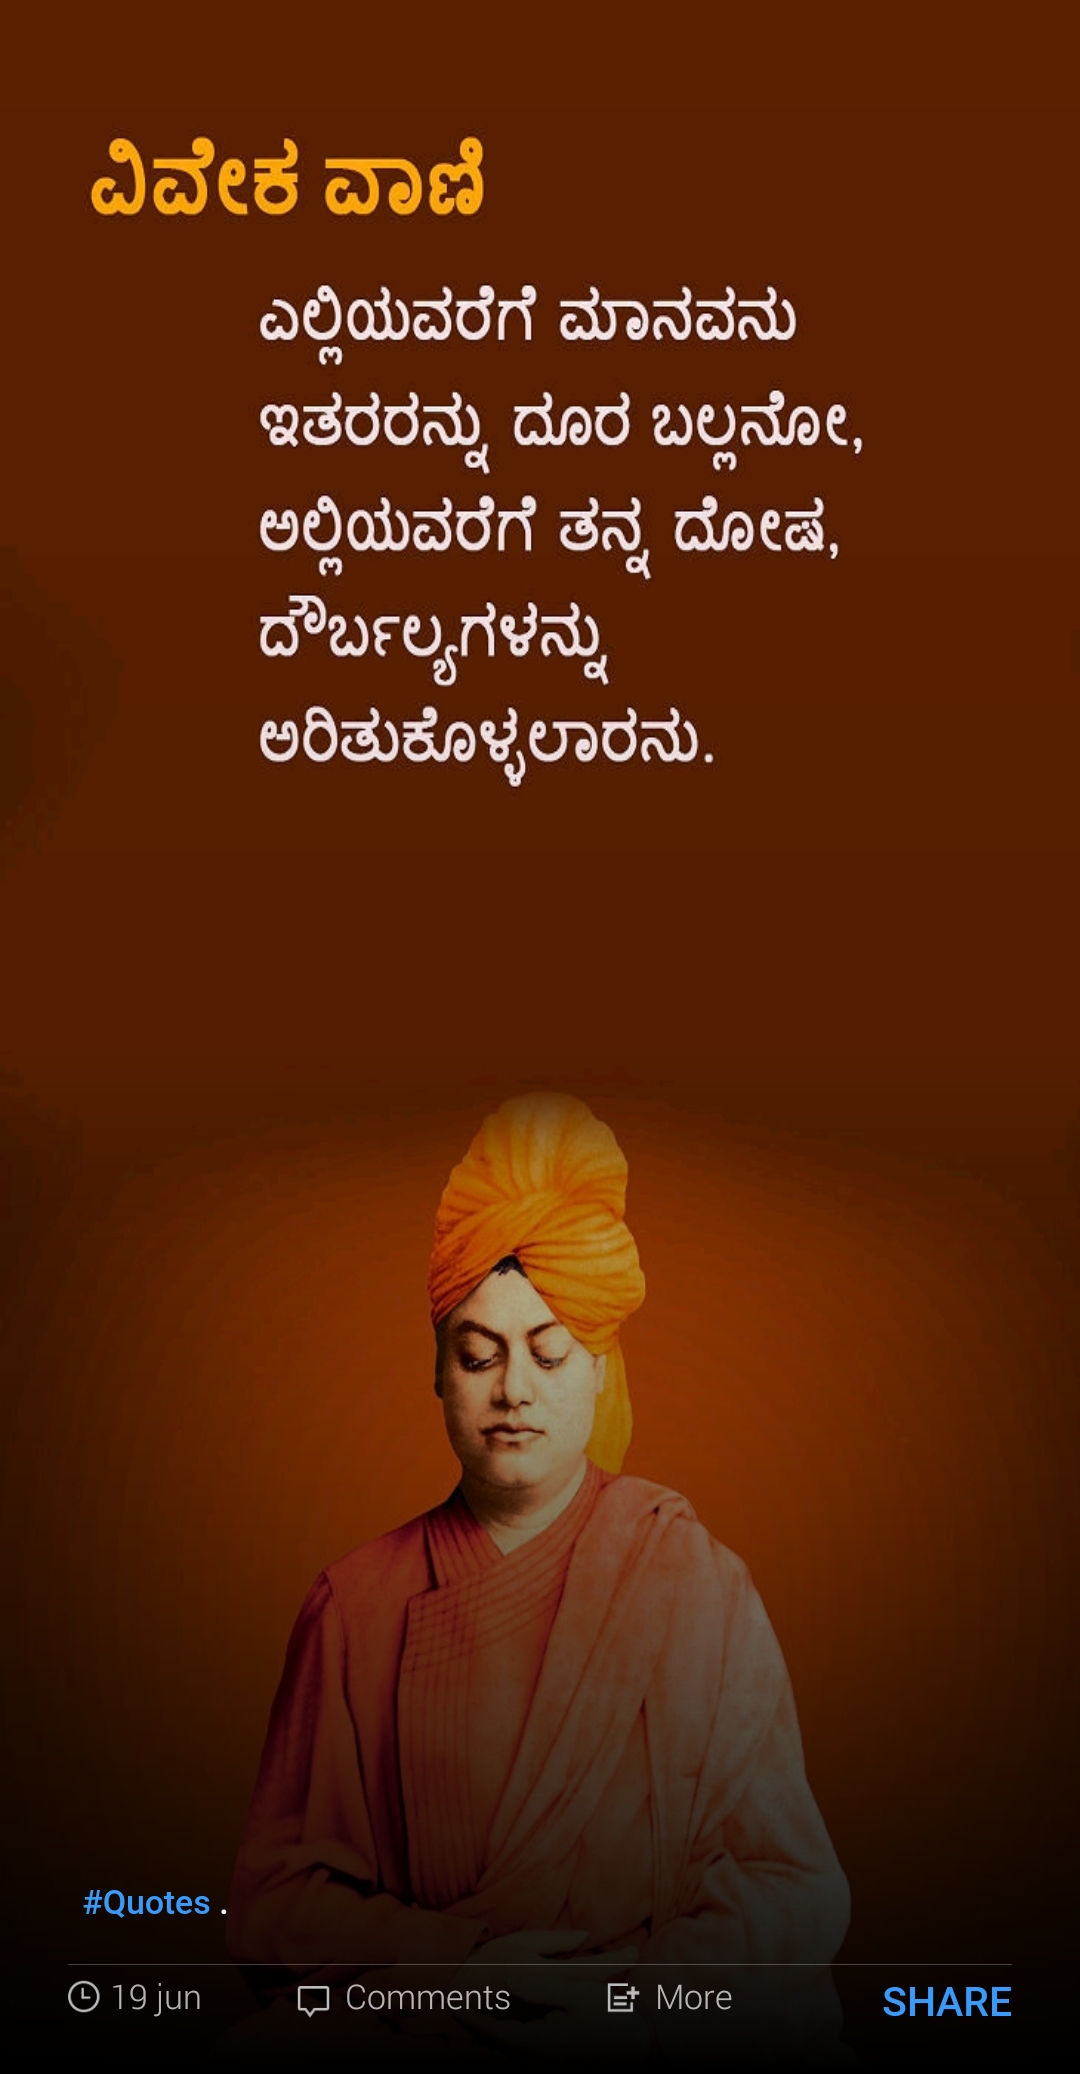 ವಿವೇಕ ವಾಣಿ
ಎಲ್ಲಿಯವರೆಗೆ ಮಾನವನು
ಇತರರನ್ನು ದೂರ ಬಲ್ಲನೋ,
ಅಲ್ಲಿಯವರೆಗೆ ತನ್ನ ದೋಷ,
ದೌರ್ಬಲ್ಯಗಳನ್ನು
ಅರಿತುಕೊಳ್ಳಲಾರನು.
#Quotes .
19 jun Comments More SHARE